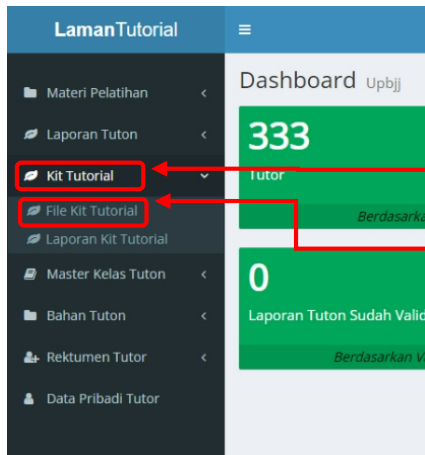 LamanTutorial
Materi Pelatihan
Laporan Tuton
Kit Tutorial
File Kit Tutorial
Laporan Kit Tutorial
Master Kelas Tuton
Bahan Tuton
Rektumen Tutor
Data Pribadi Tutor
Dashboard Upbjj
333
Tutor
0
Laporan Tuton Sudah Valid
Berdasarkan